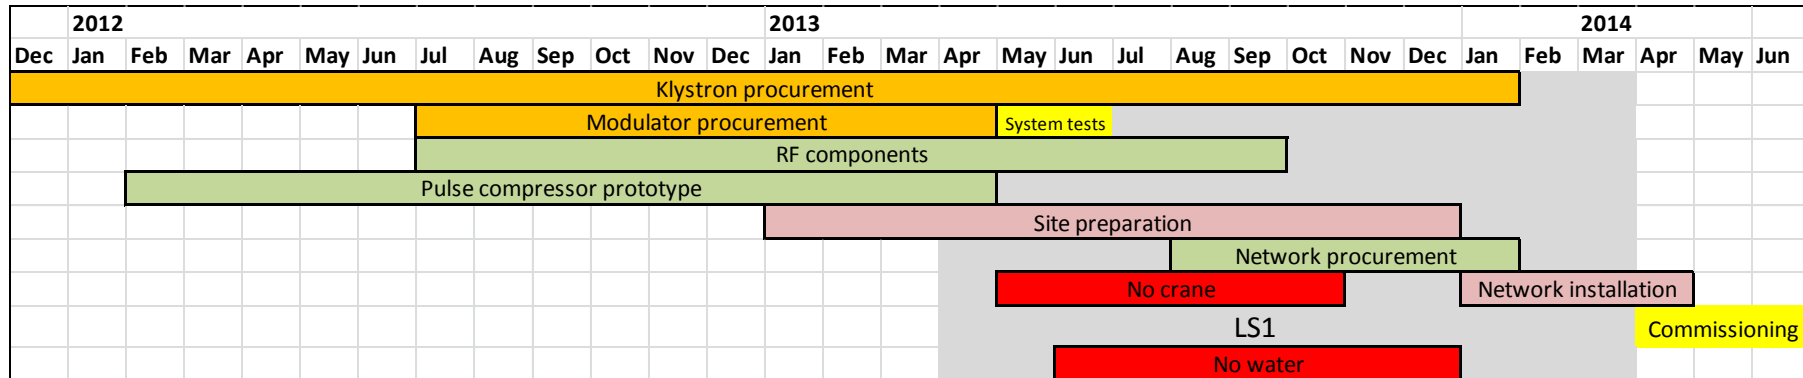 2012 2013 2014
Dec Jan Feb Mar Apr May Jun Jul Aug Sep Oct Nov Dec Jan Feb Mar Apr May Jun Jul Aug Sep Oct Nov Dec Jan Feb Mar Apr May Jun
Klystron procurement
Modulator procurement System tests
RF components
Pulse compressor prototype
Site preparation
Network procurement
No crane Network installation
LS1 Commissioning
No water